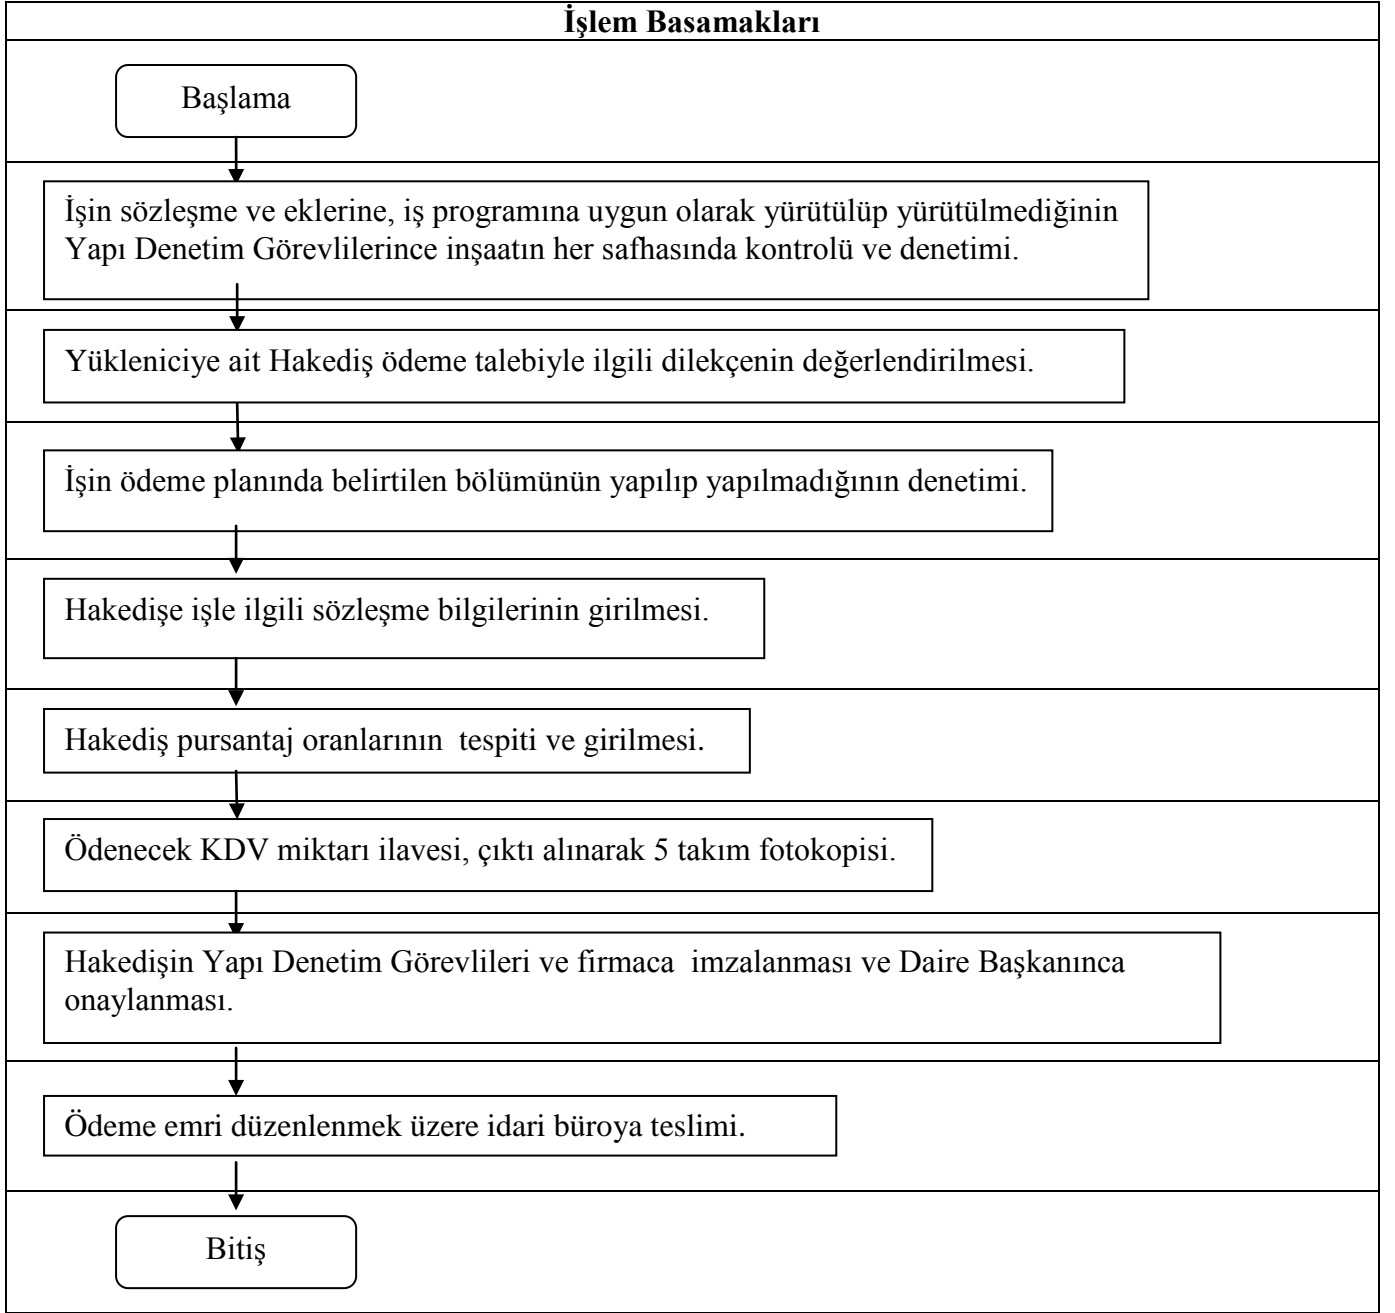 İşlem Basamakları
Başlama
İşin sözleşme ve eklerine, iş programına uygun olarak yürütülüp yürütülmediğinin
Yapı Denetim Görevlilerince inşaatın her safhasında kontrolü ve denetimi.
Yükleniciye ait Hakediş ödeme talebiyle ilgili dilekçenin değerlendirilmesi.
İşin ödeme planında belirtilen bölümünün yapılıp yapılmadığının denetimi.
Hakedişe işle ilgili sözleşme bilgilerinin girilmesi.
Hakediş pursantaj oranlarının  tespiti ve girilmesi.
Ödenecek KDV miktarı ilavesi, çıktı alınarak 5 takım fotokopisi.
Hakedişin Yapı Denetim Görevlileri ve firmaca  imzalanması ve Daire Başkanınca
onaylanması.
Ödeme emri düzenlenmek üzere idari büroya teslimi.
Bitiş